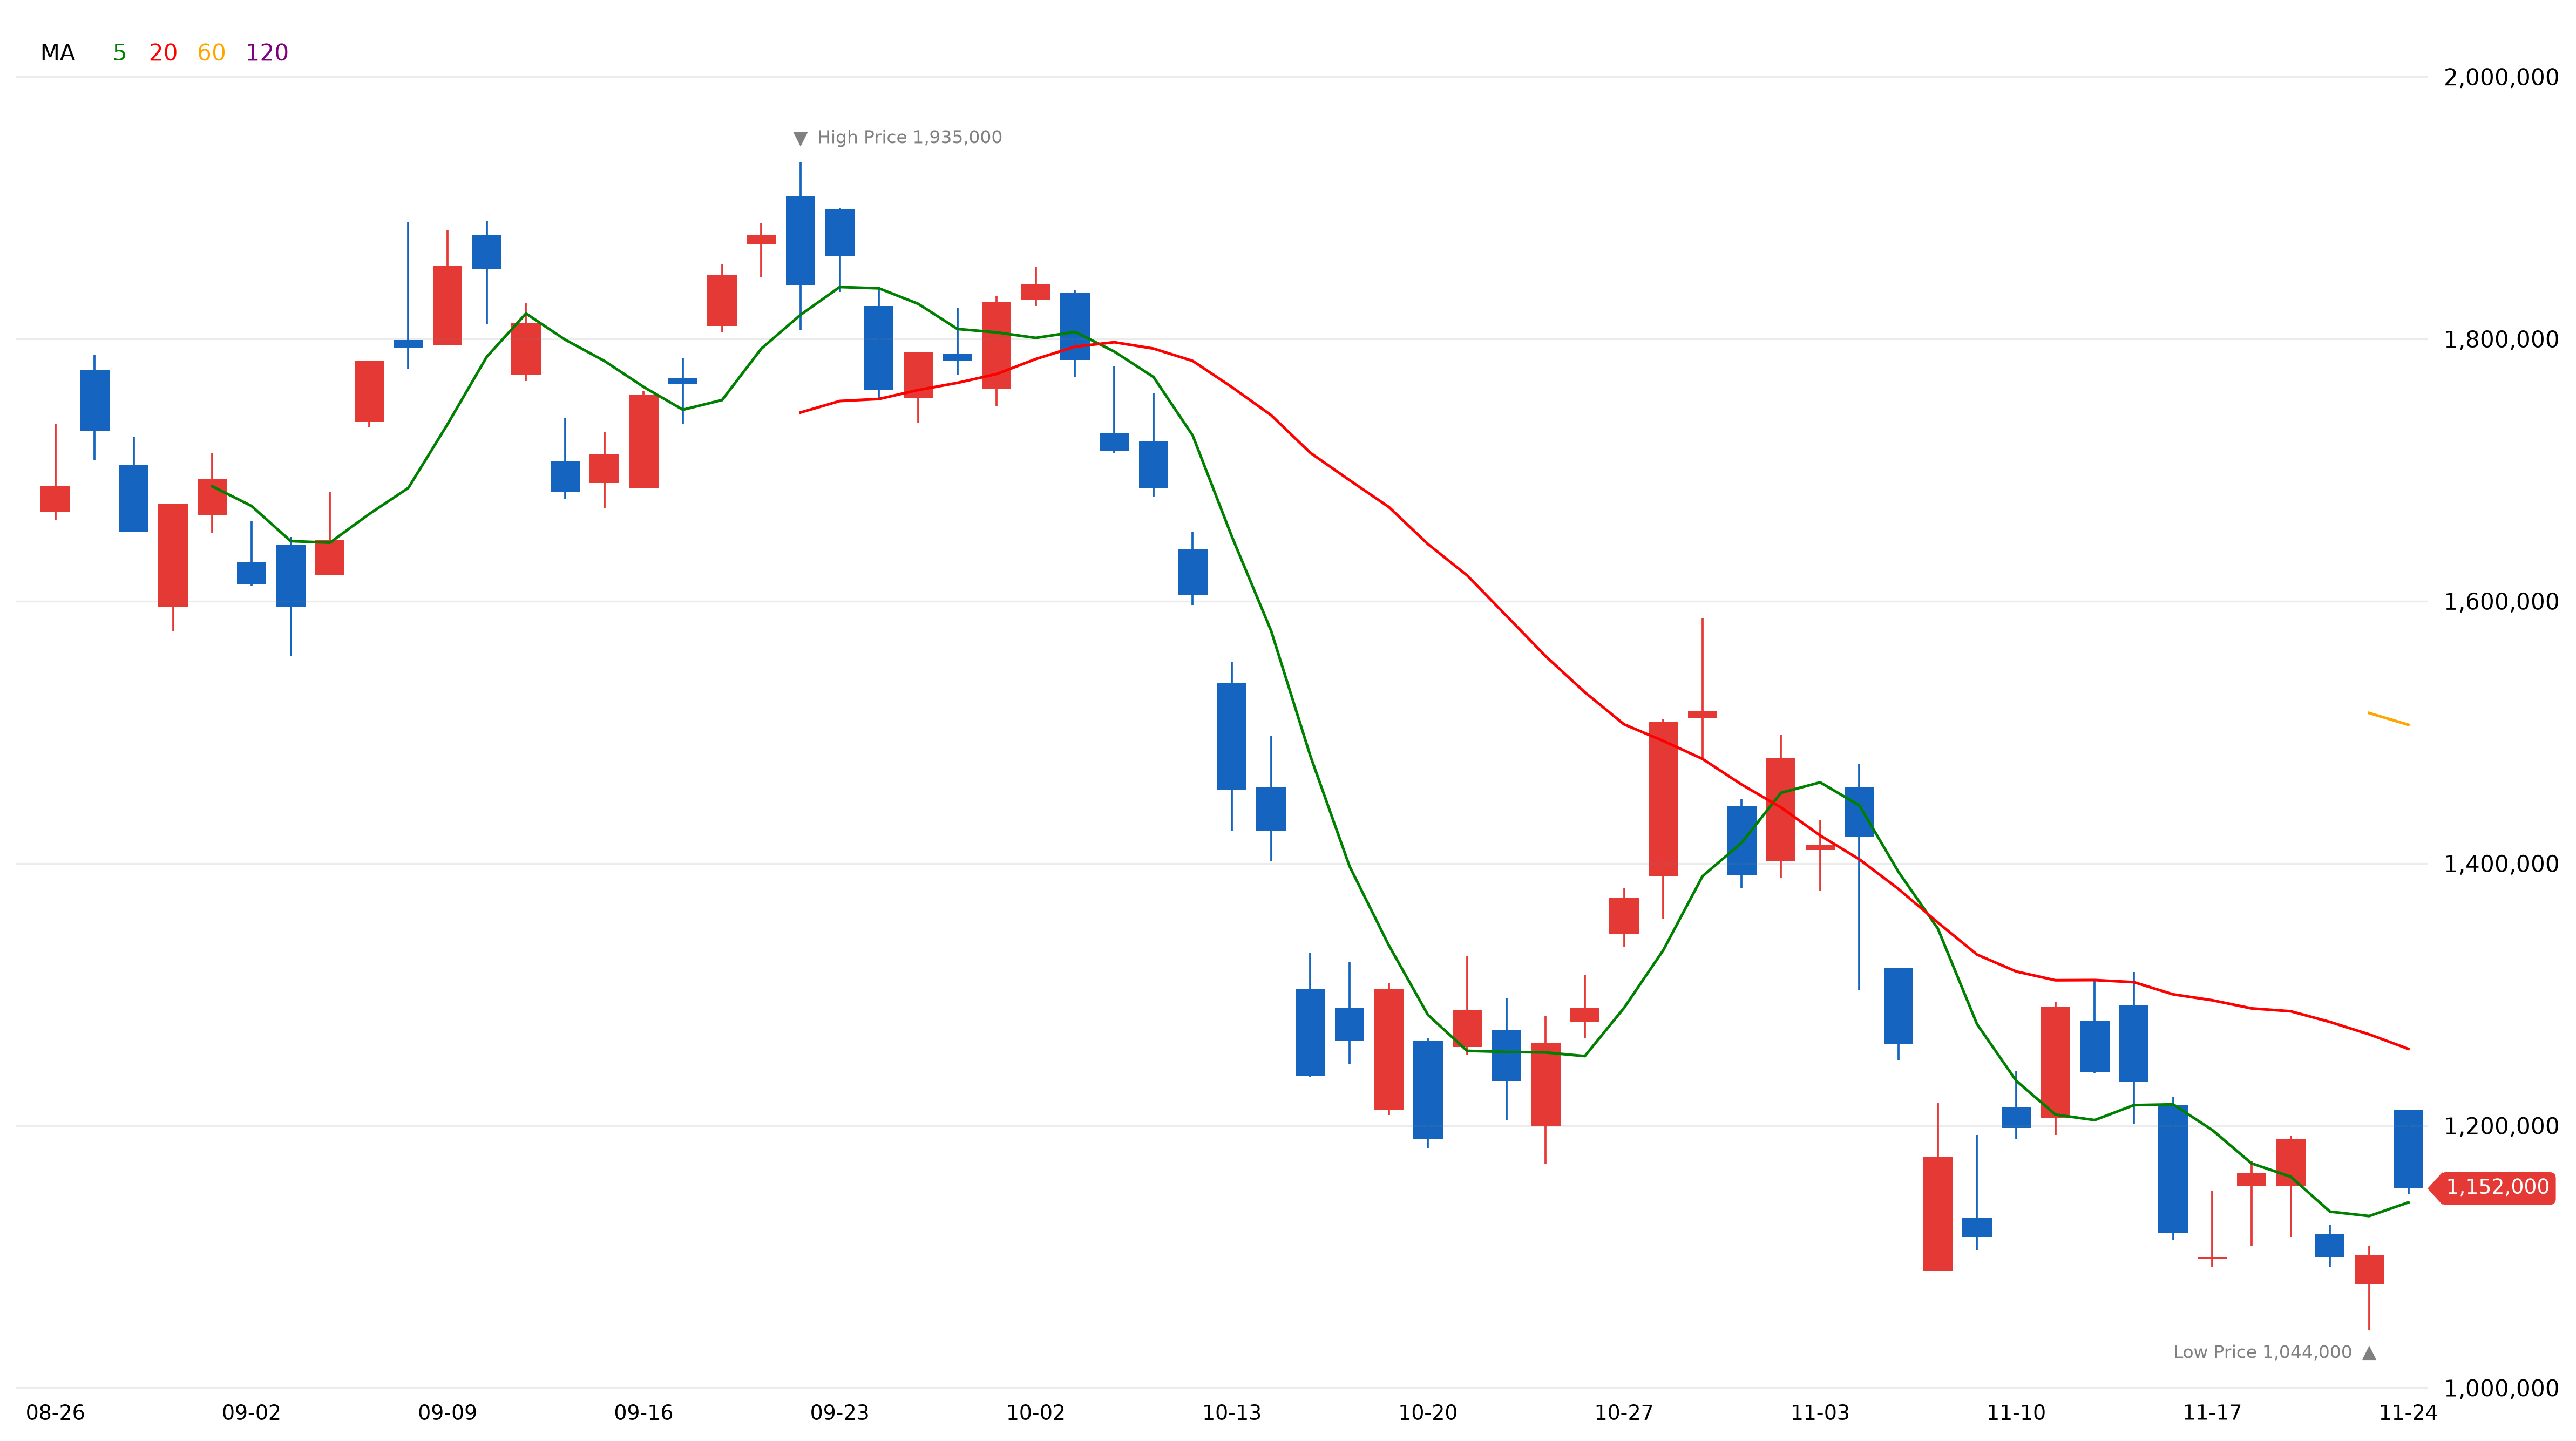 MA 5 20 60 120
2,000,000
▼ High Price 1,935,000
1,800,000
1,600,000
1,400,000
1,200,000
1,152,000
Low Price 1,044,000 ▲
1,000,000
08-26 09-02 09-09 09-16 09-23 10-02 10-13 10-20 10-27 11-03 11-10 11-17 11-24